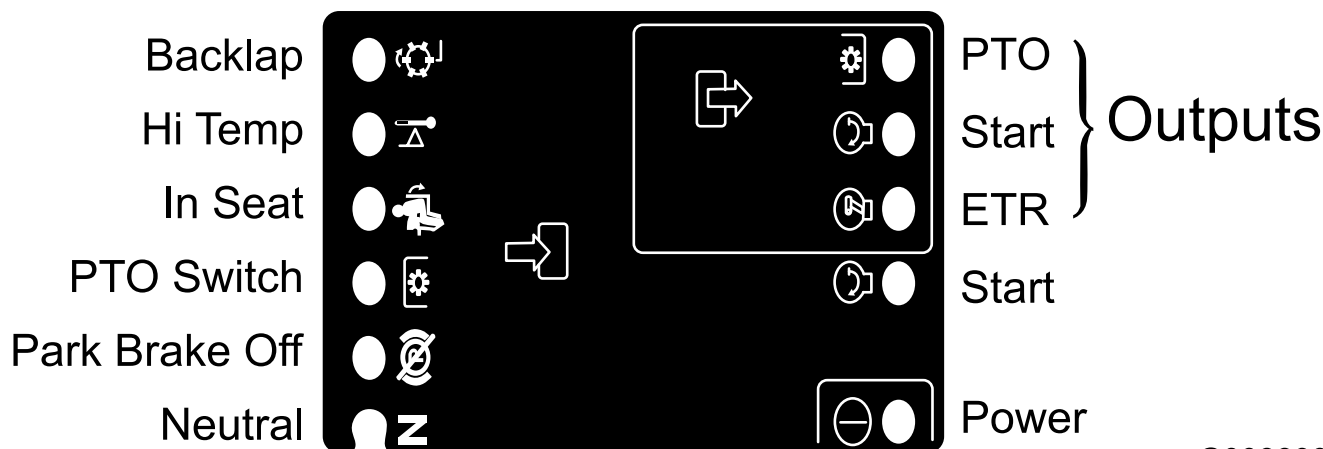 Backlap
Hi Temp
In Seat
PTO Switch
Park Brake Off
Neutral
N
PTO
Start
ETR
Outputs
Start
Power